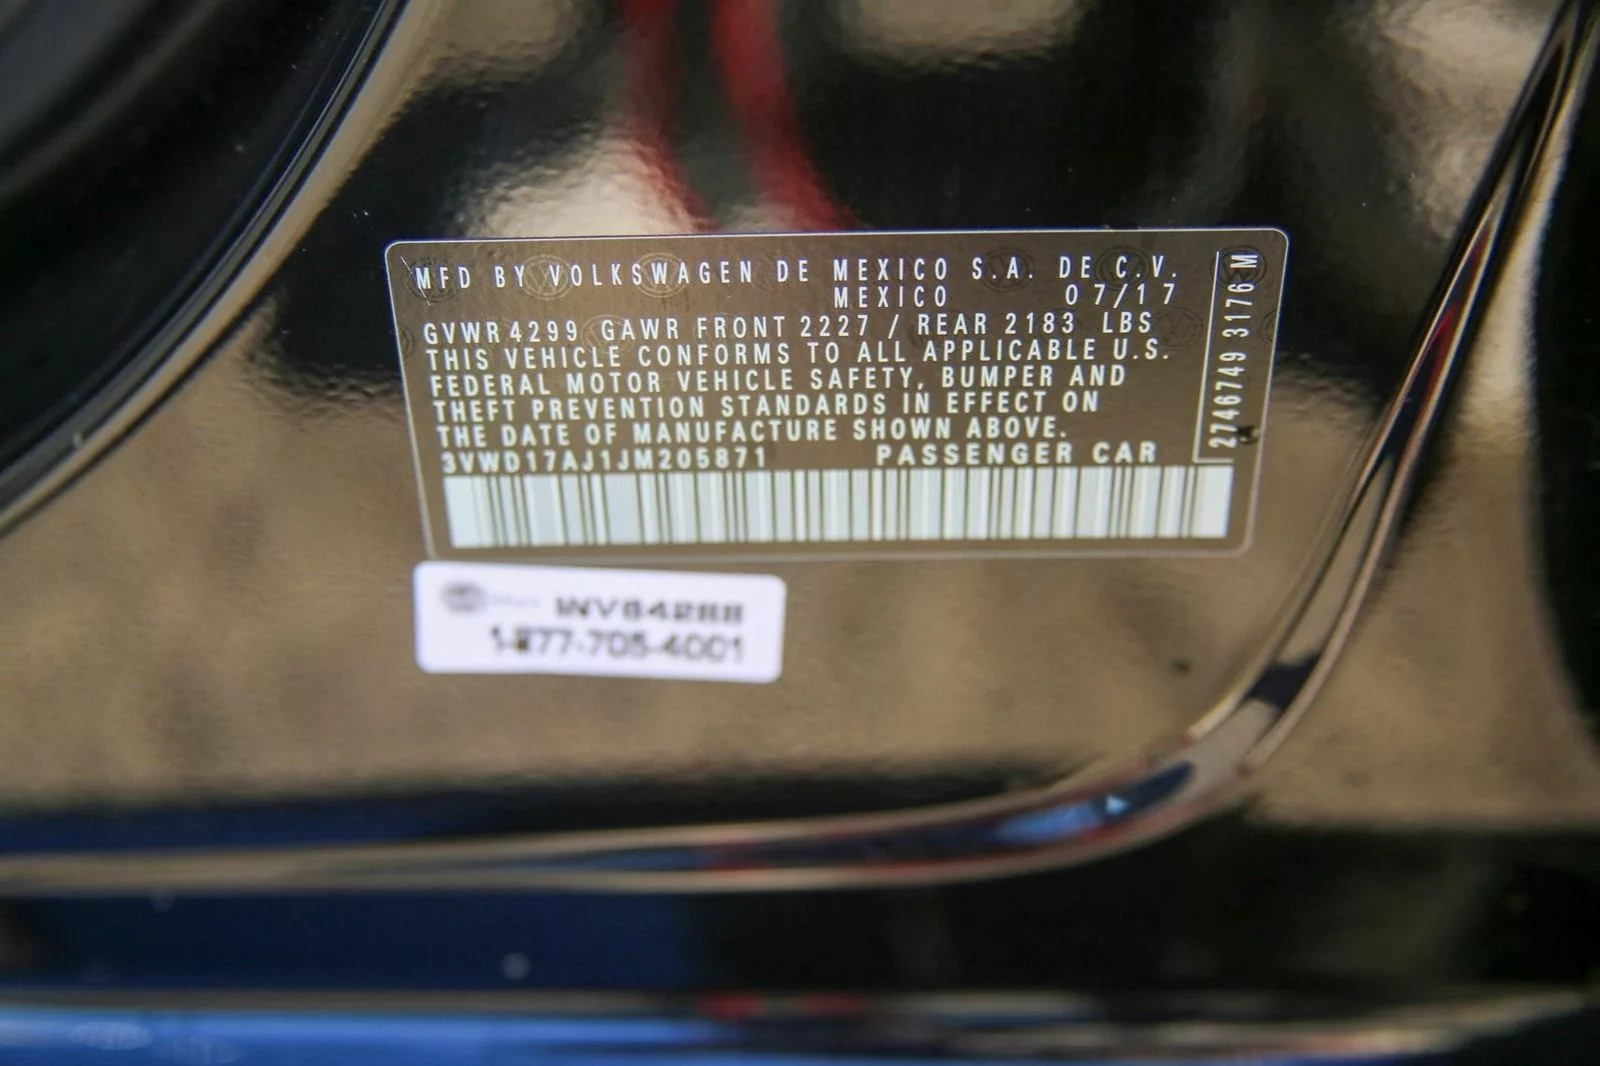 MFD BY VOLKSWAGEN DE MEXICO S.A. DE C.V.
MEXICO 07/17
GVWR 4299 GAWR FRONT 2227 / REAR 2183 LBS
THIS VEHICLE CONFORMS TO ALL APPLICABLE U.S.
FEDERAL MOTOR VEHICLE SAFETY, BUMPER AND
THEFT PREVENTION STANDARDS IN EFFECT ON
THE DATE OF MANUFACTURE SHOWN ABOVE.
3VWD17AJ1JM205871 PASSENGER CAR
2746749 3176 M
1-877-705-4001